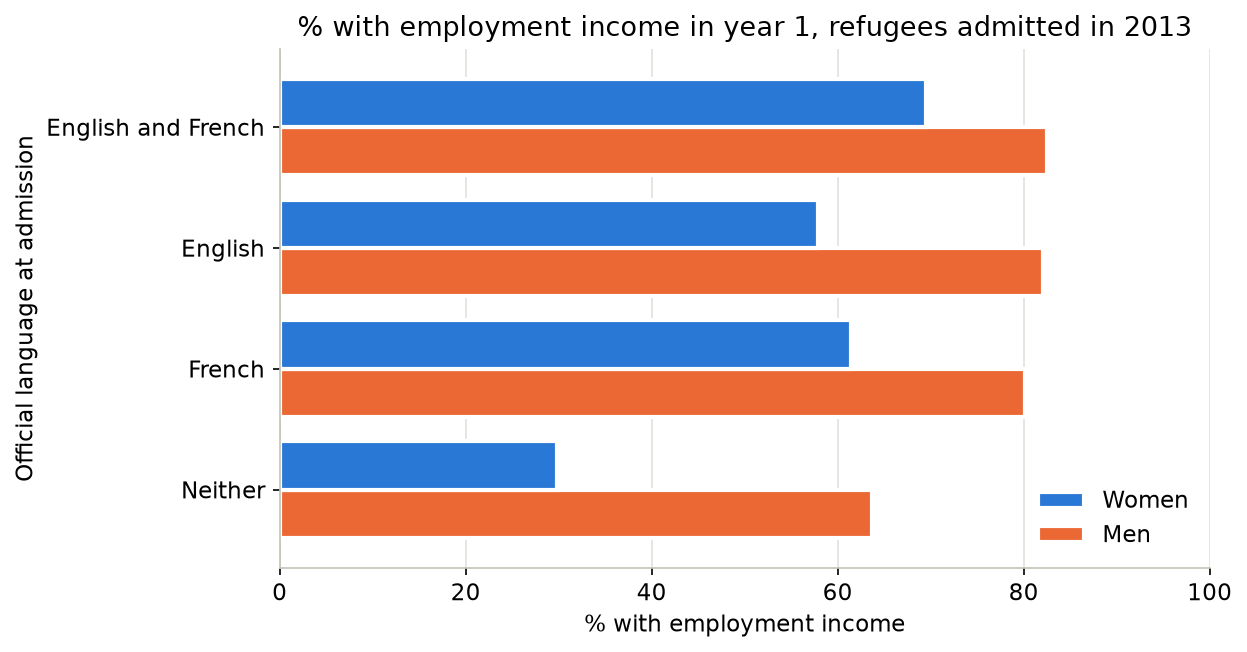 % with employment income in year 1, refugees admitted in 2013
Official language at admission
English and French
English
French
Neither
Women
Men
0 20 40 60 80 100
% with employment income